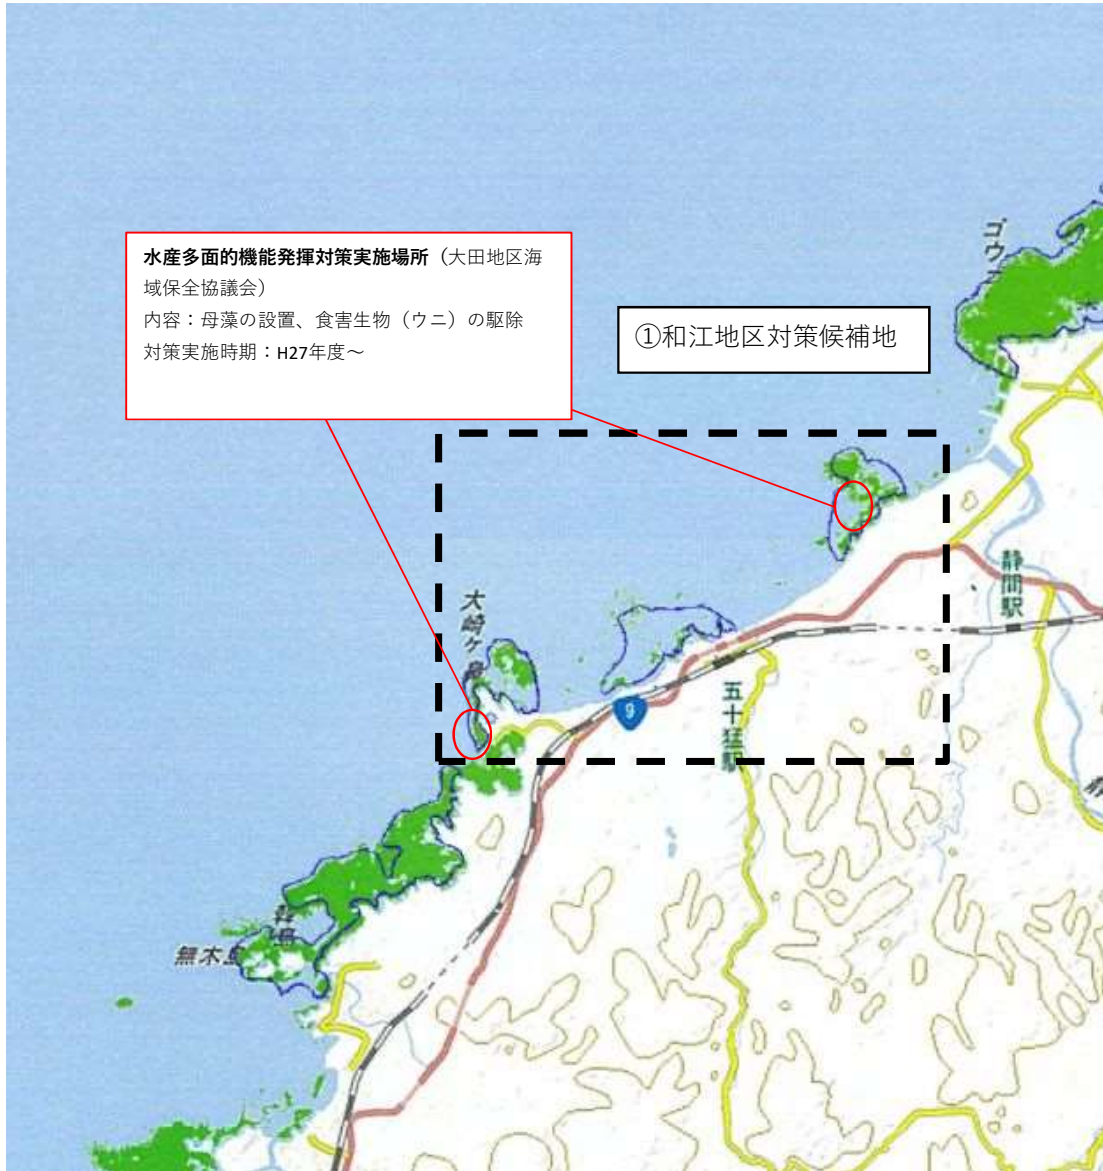 水産多面的機能発揮対策実施場所（大田地区海
域保全協議会）
内容：母藻の設置、食害生物（ウニ）の駆除
対策実施時期：H27年度～
①和江地区対策候補地
大崎ヶ鼻
静間駅
五十猛駅
9
無木島